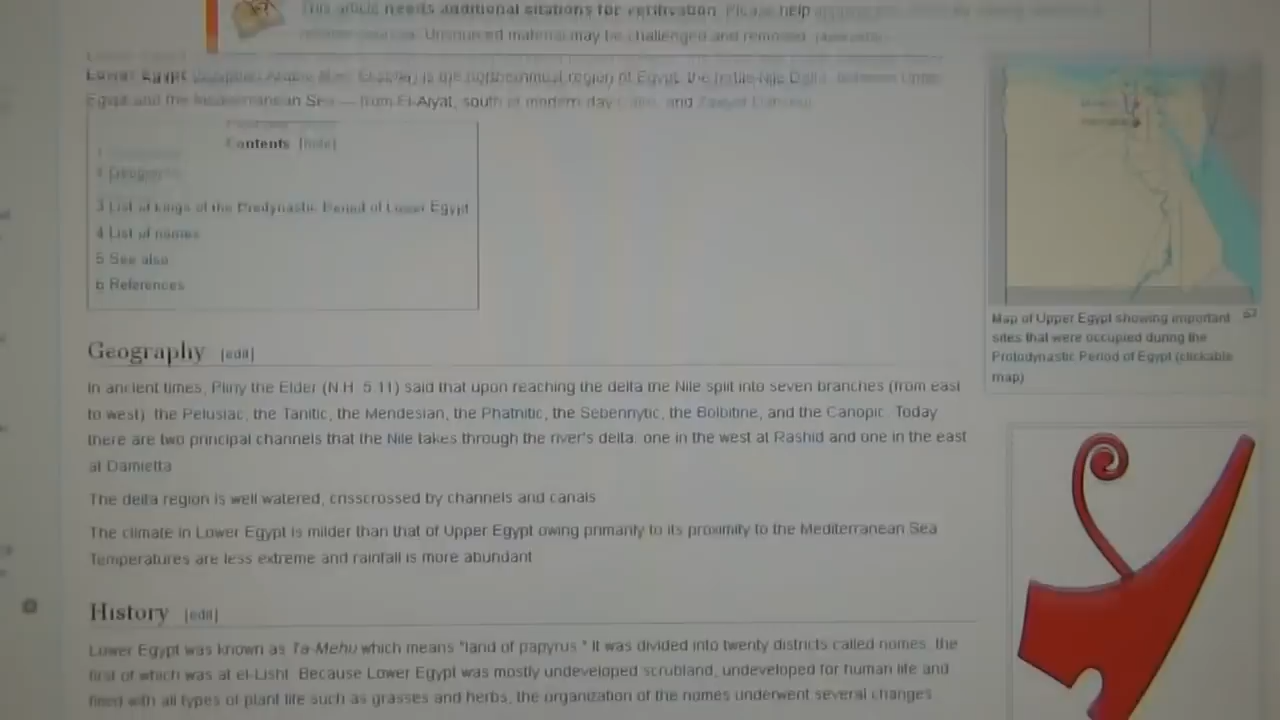 This article needs additional citations for verification. Please help
Unsourced material may be challenged and removed.
Lower Egypt is the northernmost region of Egypt: the fertile Nile Delta, between Upper
Egypt and the Mediterranean Sea — from El-Aiyat, south of modern day Cairo, and
Contents [hide]
1 Geography
3 List of kings of the Predynastic Period of Lower Egypt
4 List of nomes
5 See also
6 References
Map of Upper Egypt showing important
sites that were occupied during the
Protodynastic Period of Egypt (clickable
map)
Geography [edit]
In ancient times, Pliny the Elder (N.H. 5.11) said that upon reaching the delta the Nile split into seven branches (from east
to west): the Pelusiac, the Tanitic, the Mendesian, the Phatnitic, the Sebennytic, the Bolbitine, and the Canopic. Today
there are two principal channels that the Nile takes through the river's delta: one in the west at Rashid and one in the east
at Damietta.
The delta region is well watered, crisscrossed by channels and canals.
The climate in Lower Egypt is milder than that of Upper Egypt owing primarily to its proximity to the Mediterranean Sea.
Temperatures are less extreme and rainfall is more abundant.
History [edit]
Lower Egypt was known as Ta-Mehu which means "land of papyrus." It was divided into twenty districts called nomes, the
first of which was at el-Lisht. Because Lower Egypt was mostly undeveloped scrubland, undeveloped for human life and
filled with all types of plant life such as grasses and herbs, the organization of the nomes underwent several changes.